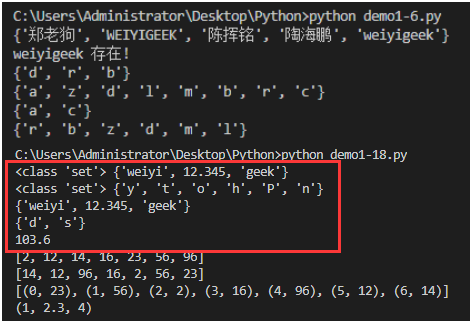 C:\Users\Administrator\Desktop\Python>python demo1-6.py
{'郑老狗', 'WEIYIGEEK', '陈挥铭', '陶海鹏', 'weiyigeek'}
weiyigeek 存在!
{'d', 'r', 'b'}
{'a', 'z', 'd', 'l', 'm', 'b', 'r', 'c'}
{'a', 'c'}
{'r', 'b', 'z', 'd', 'm', 'l'}
C:\Users\Administrator\Desktop\Python>python demo1-18.py
<class 'set'> {'weiyi', 12.345, 'geek'}
<class 'set'> {'y', 't', 'o', 'h', 'P', 'n'}
{'weiyi', 12.345, 'geek'}
{'d', 's'}
103.6
[2, 12, 14, 16, 23, 56, 96]
[14, 12, 96, 16, 2, 56, 23]
[(0, 23), (1, 56), (2, 2), (3, 16), (4, 96), (5, 12), (6, 14)]
(1, 2.3, 4)